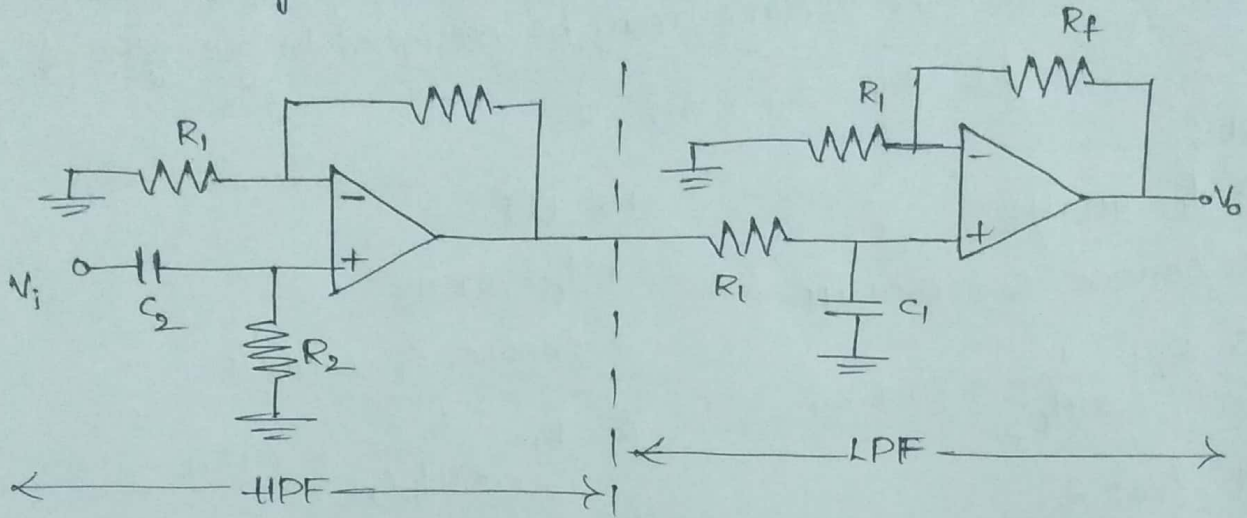 Rf
R1
R1
Vi
C2
R2
-
+
R1
C1
-
+
Vo
HPF
LPF